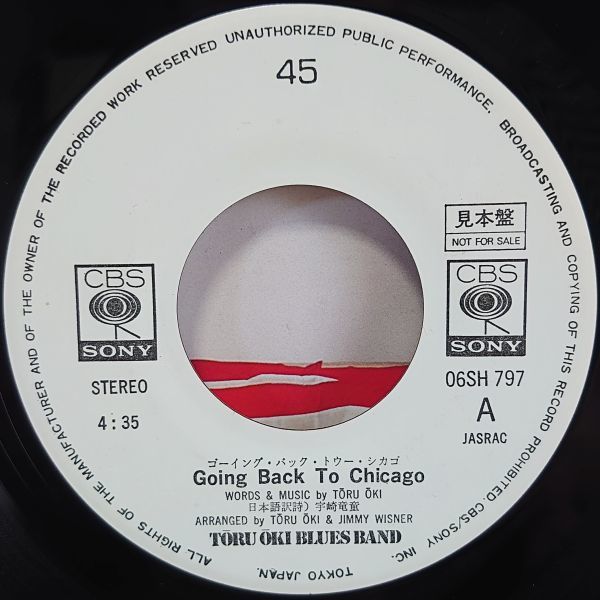 ALL RIGHTS OF THE MANUFACTURER AND OF THE OWNER OF THE RECORDED WORK RESERVED UNAUTHORIZED PUBLIC PERFORMANCE. BROADCASTING AND COPYING OF THIS RECORD PROHIBITED. CBS/SONY INC. TOKYO JAPAN.
45
見本盤
NOT FOR SALE
CBS
SONY
CBS
SONY
STEREO
4:35
06SH 797
A
JASRAC
ゴーイング・バック・トゥー・シカゴ
Going Back To Chicago
WORDS & MUSIC by TŌRU ŌKI
日本語訳詩) 宇崎竜童
ARRANGED by TŌRU ŌKI & JIMMY WISNER
TŌRU ŌKI BLUES BAND